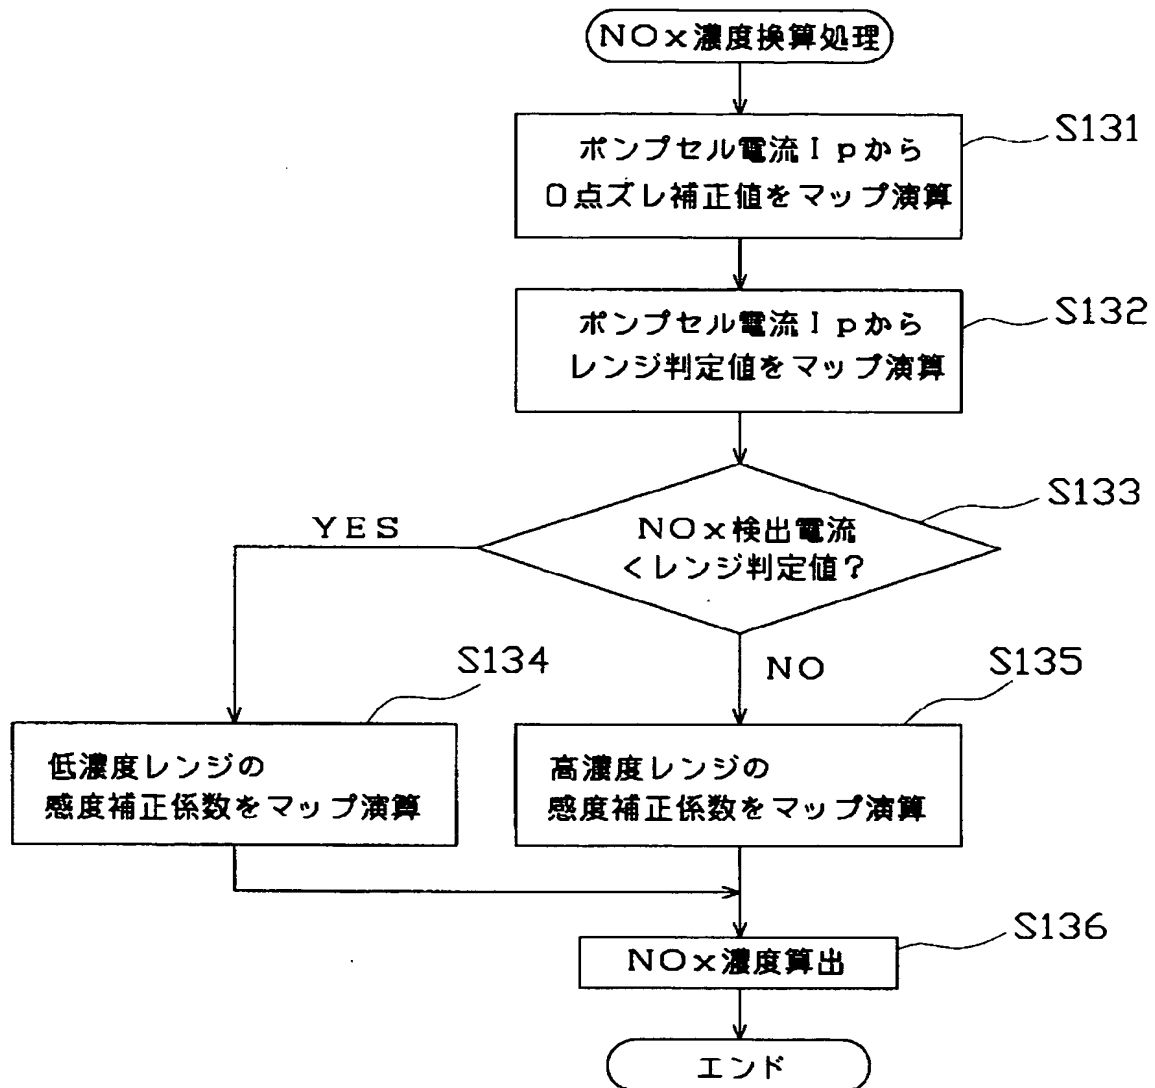 NOx濃度換算処理
S131
ポンプセル電流Ipから
0点ズレ補正値をマップ演算
S132
ポンプセル電流Ipから
レンジ判定値をマップ演算
S133
YES
NOx検出電流
<レンジ判定値?
NO
S134
S135
低濃度レンジの
感度補正係数をマップ演算
高濃度レンジの
感度補正係数をマップ演算
S136
NOx濃度算出
エンド